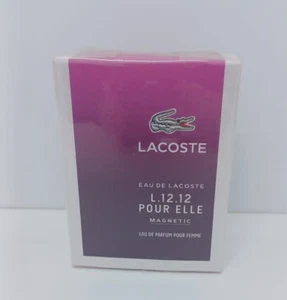 LACOSTE
EAU DE LACOSTE
L.12.12
POUR ELLE
MAGNETIC
EAU DE PARFUM POUR FEMME